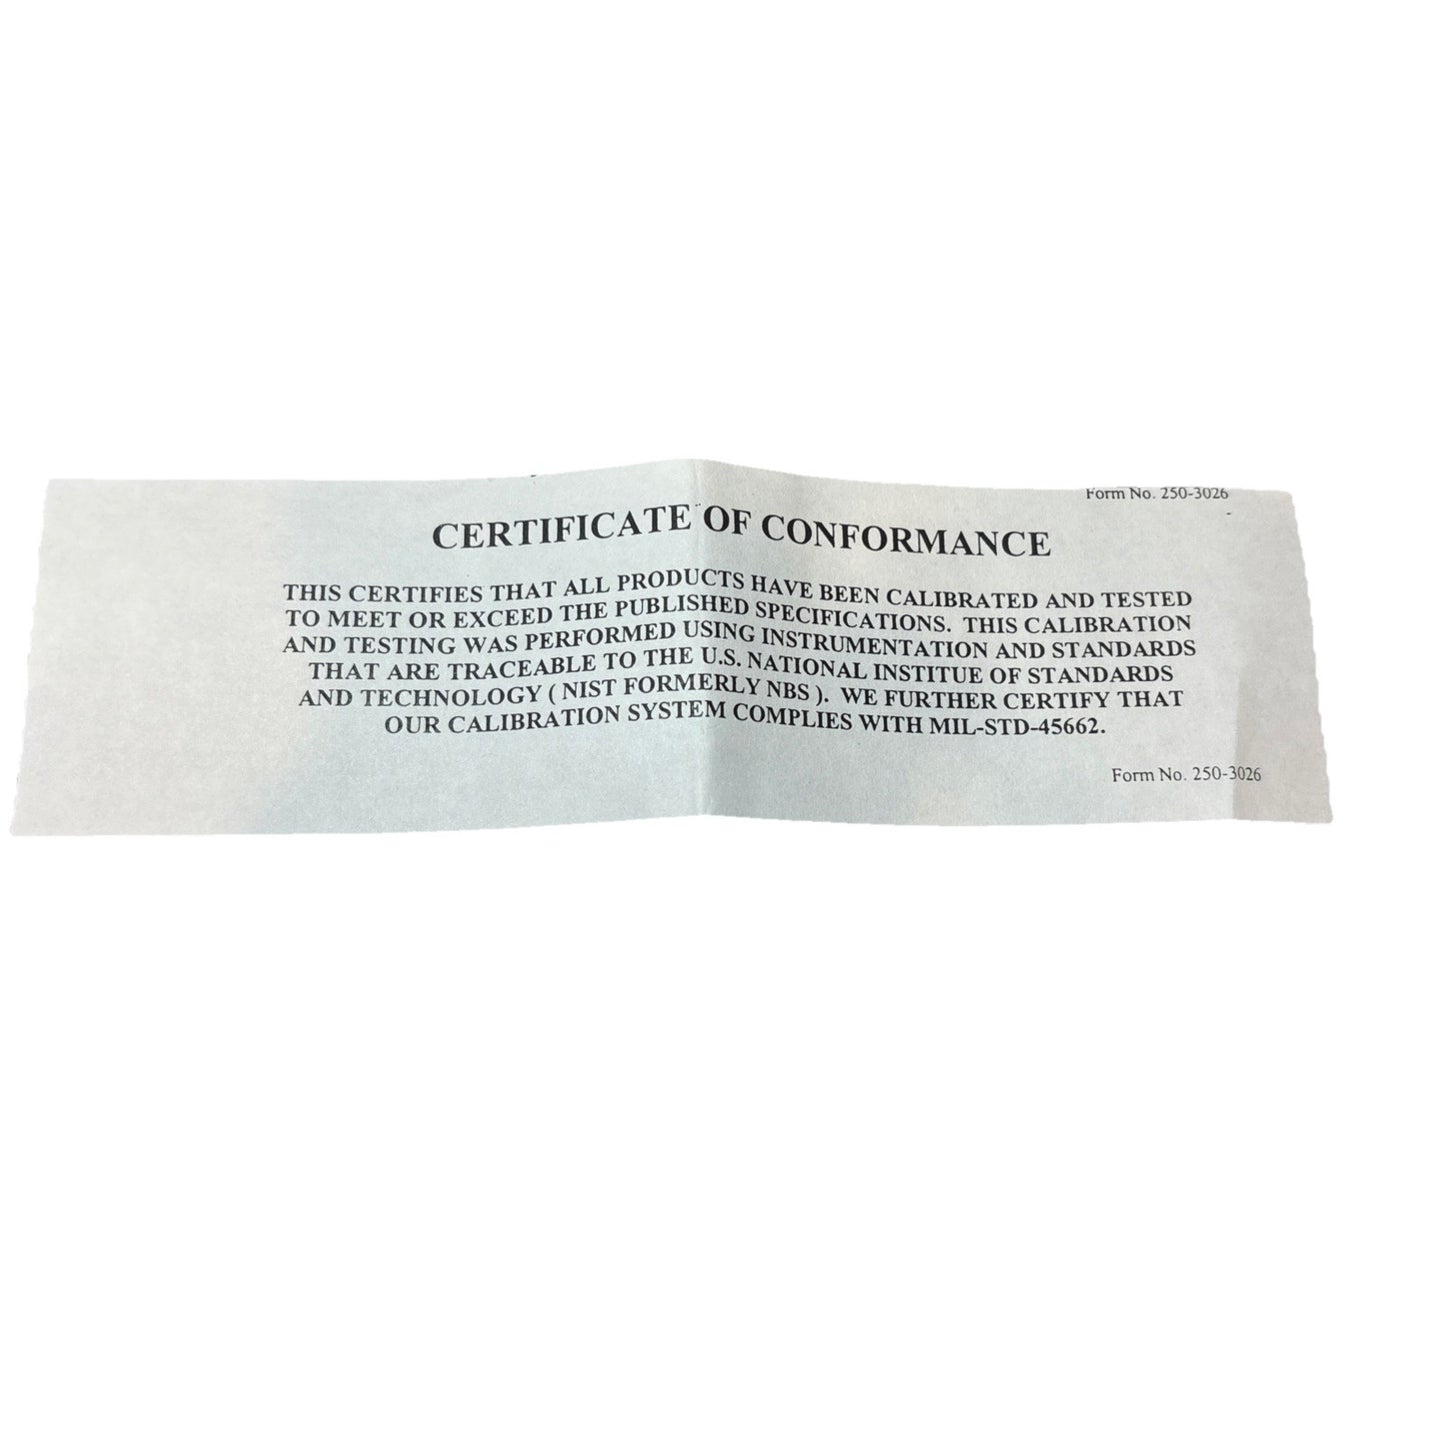 Form No. 250-3026
CERTIFICATE OF CONFORMANCE
THIS CERTIFIES THAT ALL PRODUCTS HAVE BEEN CALIBRATED AND TESTED
TO MEET OR EXCEED THE PUBLISHED SPECIFICATIONS. THIS CALIBRATION
AND TESTING WAS PERFORMED USING INSTRUMENTATION AND STANDARDS
THAT ARE TRACEABLE TO THE U.S. NATIONAL INSTITUE OF STANDARDS
AND TECHNOLOGY ( NIST FORMERLY NBS ). WE FURTHER CERTIFY THAT
OUR CALIBRATION SYSTEM COMPLIES WITH MIL-STD-45662.
Form No. 250-3026